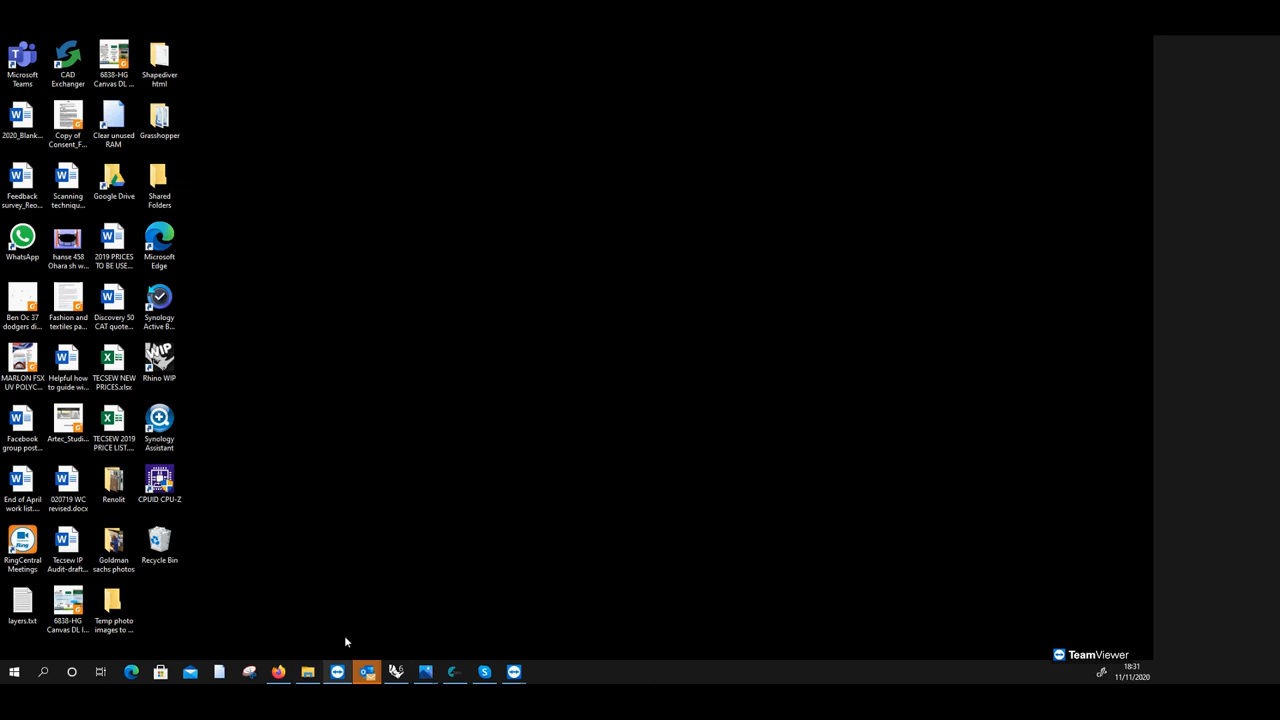 Microsoft
Teams
CAD
Exchanger
6838-HG
Canvas DL ...
Shapediver
html
2020_Blank...
Copy of
Consent_F...
Clear unused
RAM
Grasshopper
Feedback
survey_Reo...
Scanning
techniqu...
Google Drive
Shared
Folders
WhatsApp
hanse 458
Ohara sh w...
2019 PRICES
TO BE USE...
Microsoft
Edge
Ben Oc 37
dodgers di...
Fashion and
textiles pa...
Discovery 50
CAT quote...
Synology
Active B...
WIP
MARLON FSX
UV POLYC...
Helpful how
to guide wi...
TECSEW NEW
PRICES.xlsx
Rhino WIP
Facebook
group post...
Artec_Studi...
TECSEW 2019
PRICE LIST....
Synology
Assistant
End of April
work list....
020719 WC
revised.docx
Renolit
CPUID CPU-Z
Ring
RingCentral
Meetings
Tecsew IP
Audit-draft...
Goldman
sachs photos
Recycle Bin
layers.txt
6838-HG
Canvas DL I...
Temp photo
images to ...
TeamViewer
18:31
11/11/2020